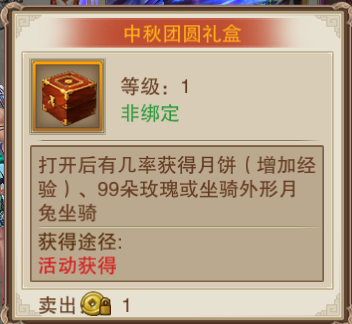 中秋团圆礼盒
等级：1
非绑定
打开后有几率获得月饼（增加经
验）、99朵玫瑰或坐骑外形月
兔坐骑
获得途径:
活动获得
卖出: 1